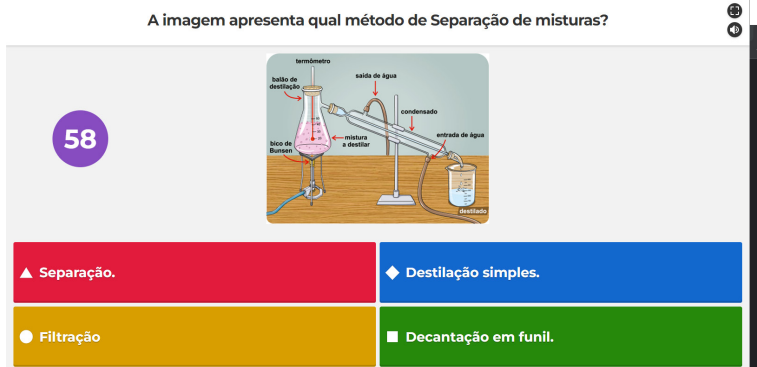 A imagem apresenta qual método de Separação de misturas?
58
termômetro
balão de
destilação
saída de água
condensado
entrada de água
mistura
a destilar
bico de
Bunsen
destilado
Separação.
Destilação simples.
Filtração
Decantação em funil.